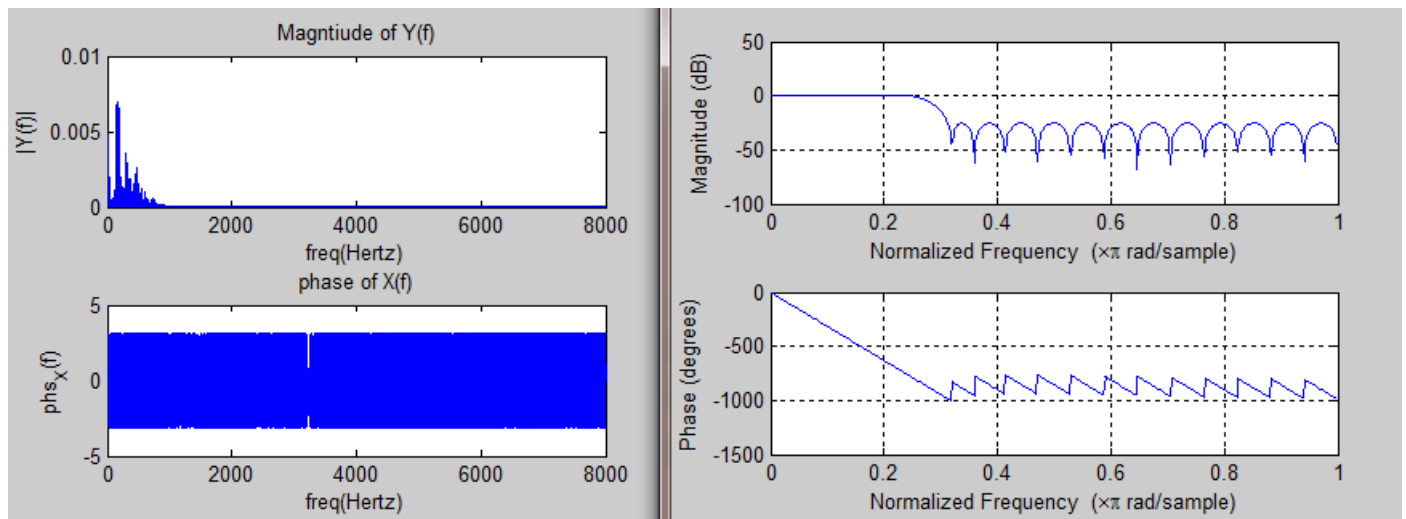 Magntiude of Y(f)
0.01
0.005
0
|Y(f)|
0 2000 4000 6000 8000
freq(Hertz)
phase of X(f)
5
0
-5
phs_X(f)
0 2000 4000 6000 8000
freq(Hertz)
50
0
-50
-100
Magnitude (dB)
0 0.2 0.4 0.6 0.8 1
Normalized Frequency (×π rad/sample)
0
-500
-1000
-1500
Phase (degrees)
0 0.2 0.4 0.6 0.8 1
Normalized Frequency (×π rad/sample)